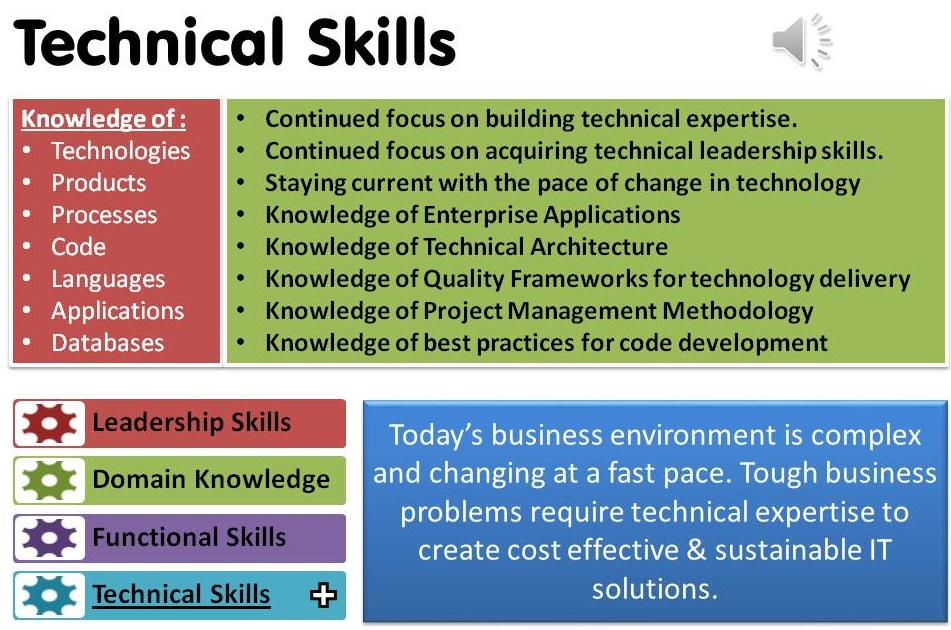 Technical Skills
Knowledge of :
• Technologies
• Products
• Processes
• Code
• Languages
• Applications
• Databases
• Continued focus on building technical expertise.
• Continued focus on acquiring technical leadership skills.
• Staying current with the pace of change in technology
• Knowledge of Enterprise Applications
• Knowledge of Technical Architecture
• Knowledge of Quality Frameworks for technology delivery
• Knowledge of Project Management Methodology
• Knowledge of best practices for code development
Leadership Skills
Domain Knowledge
Functional Skills
Technical Skills
Today’s business environment is complex
and changing at a fast pace. Tough business
problems require technical expertise to
create cost effective & sustainable IT
solutions.